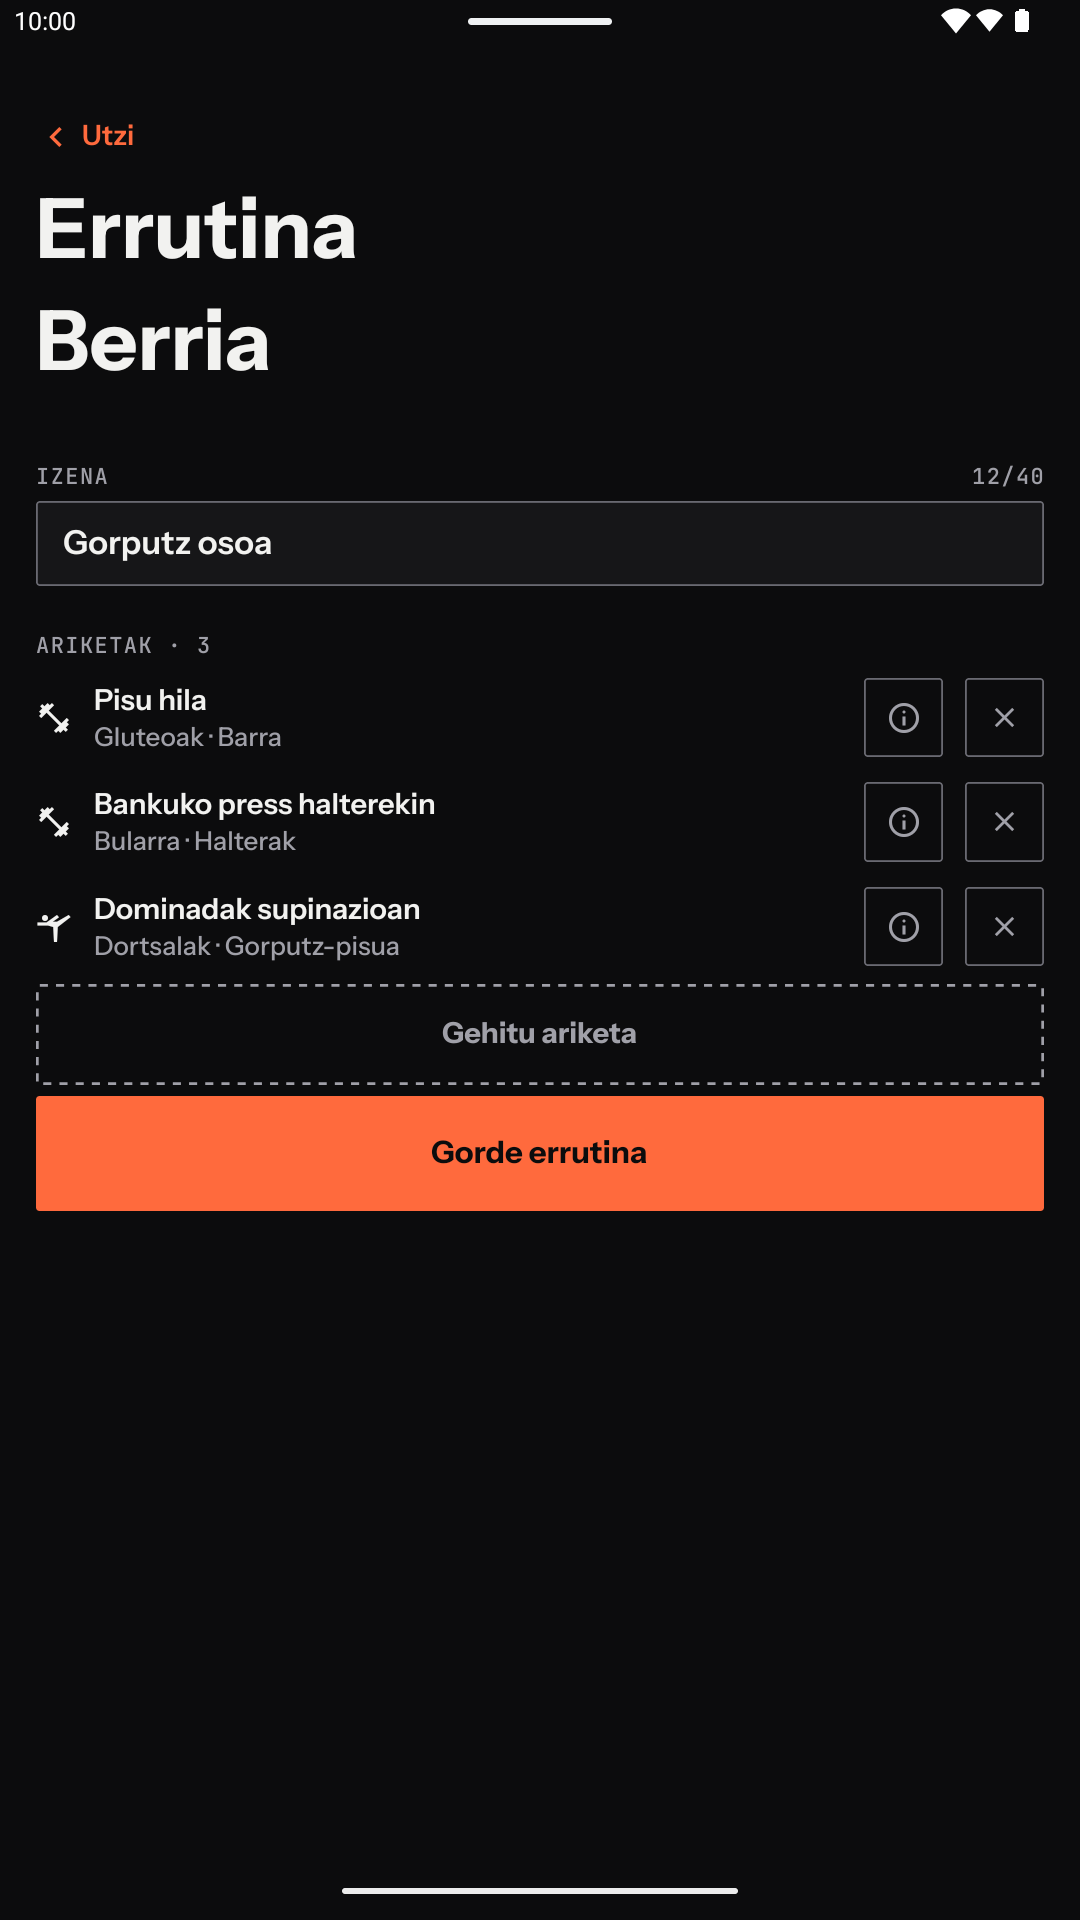 10:00
Utzi
Errutina
Berria
IZENA 12/40
Gorputz osoa
ARIKETAK · 3
Pisu hila
Gluteoak · Barra
Bankuko press halterekin
Bularra · Halterak
Dominadak supinazioan
Dortsalak · Gorputz-pisua
Gehitu ariketa
Gorde errutina